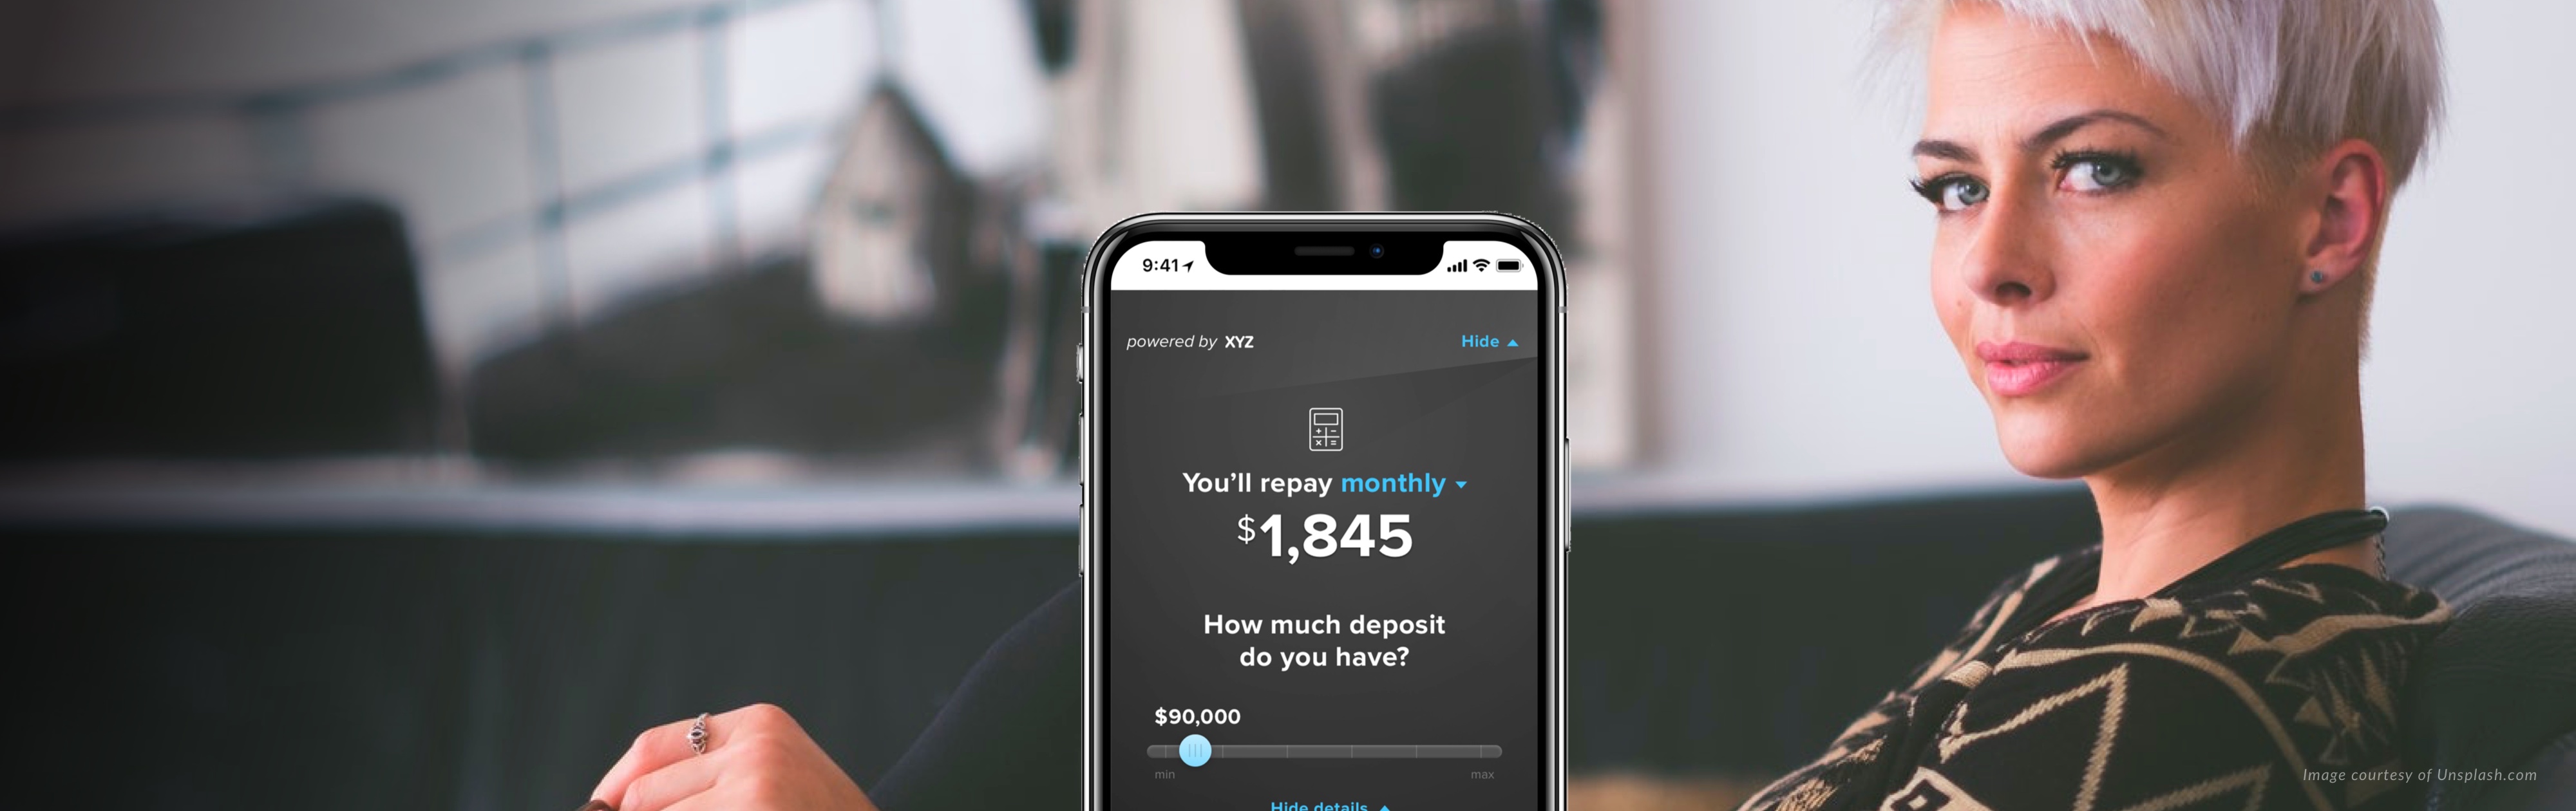 9:41
powered by XYZ
Hide
You'll repay monthly
$1,845
How much deposit
do you have?
$90,000
min
max
Hide details
Image courtesy of Unsplash.com